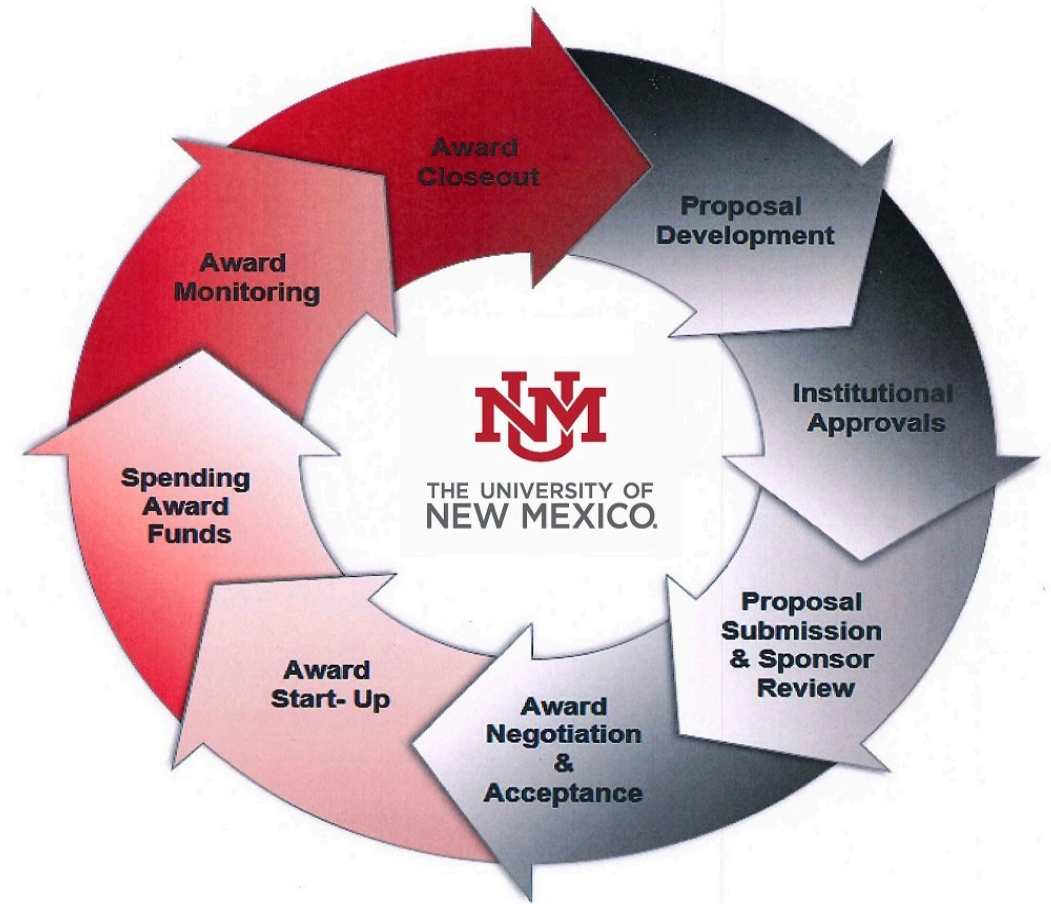 Award
Closeout
Proposal
Development
Institutional
Approvals
Proposal
Submission
& Sponsor
Review
Award
Negotiation
&
Acceptance
Award
Start- Up
Spending
Award
Funds
Award
Monitoring
UNM
THE UNIVERSITY OF
NEW MEXICO.